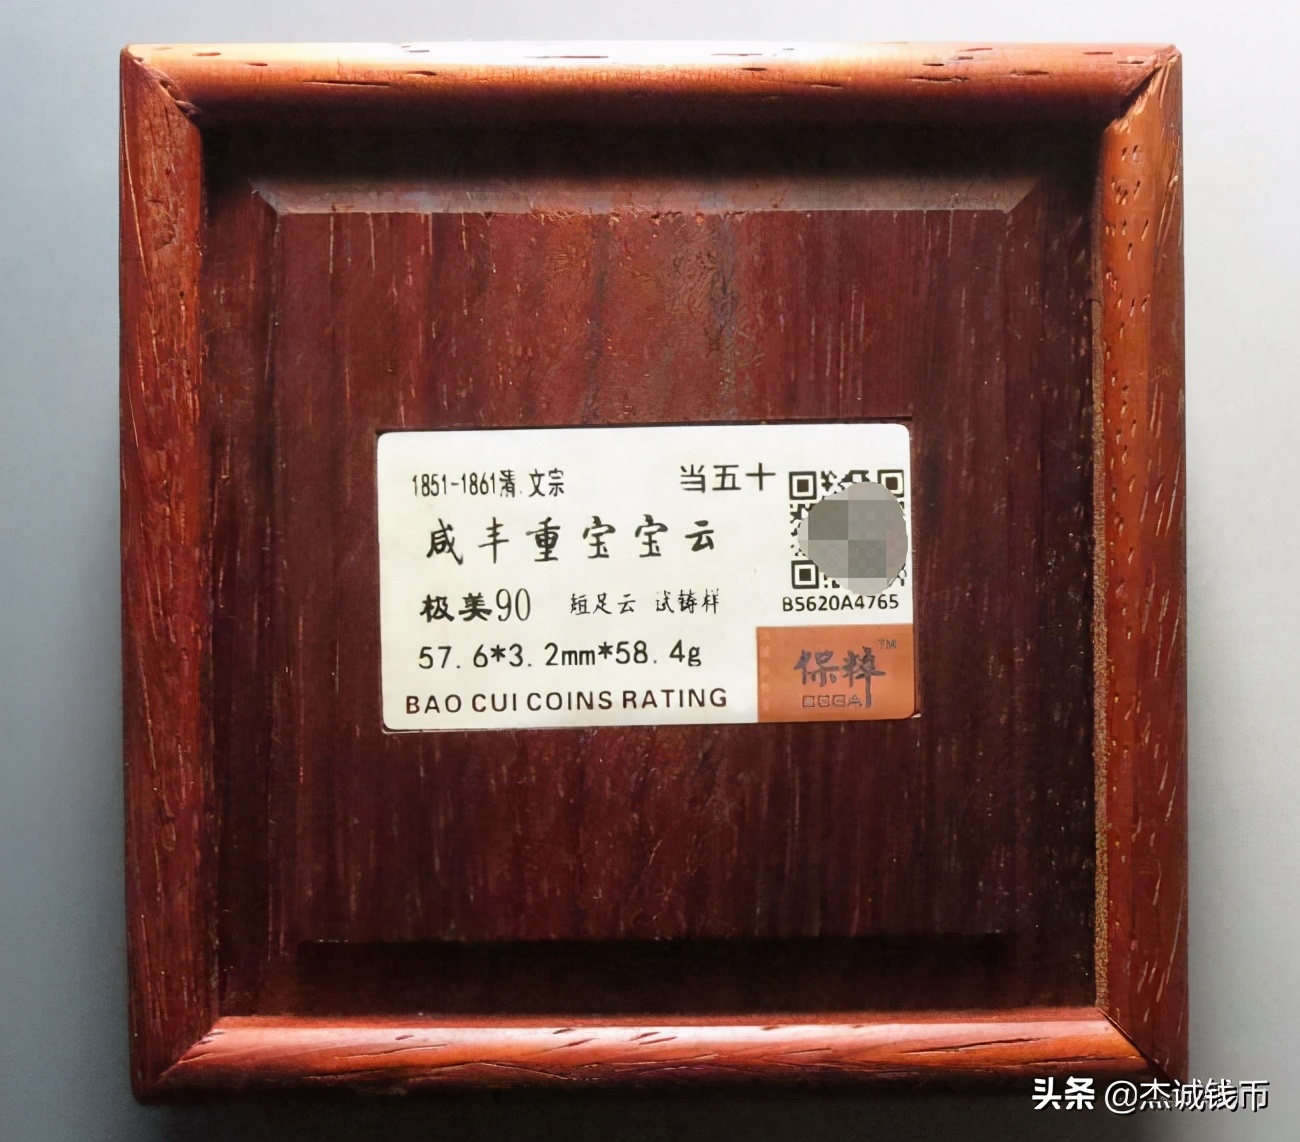 1851-1861清.文宗
当五十
咸丰重宝宝云
极美90 短足云 试铸样
B5620A4765
57.6*3.2mm*58.4g
BAO CUI COINS RATING
保粹 TM
头条 @杰诚钱币